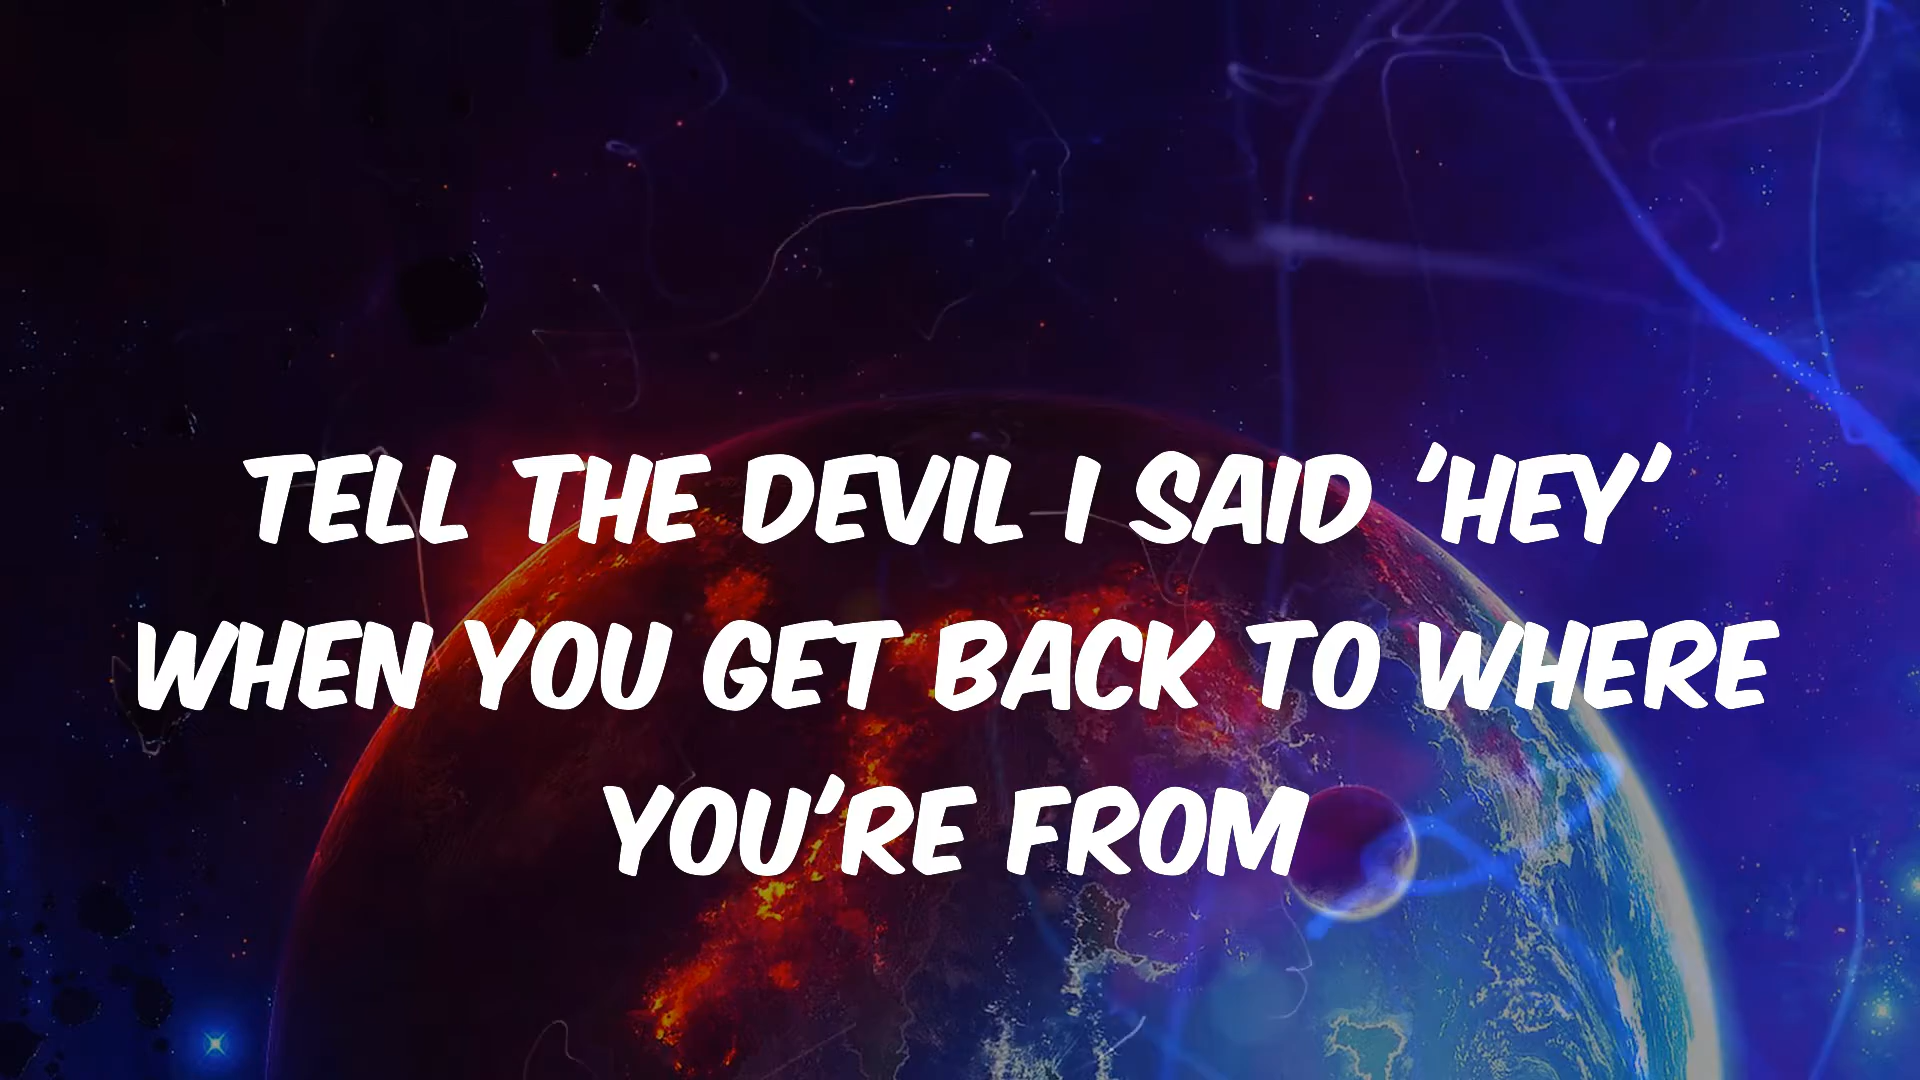 TELL THE DEVIL I SAID 'HEY'
WHEN YOU GET BACK TO WHERE
YOU'RE FROM